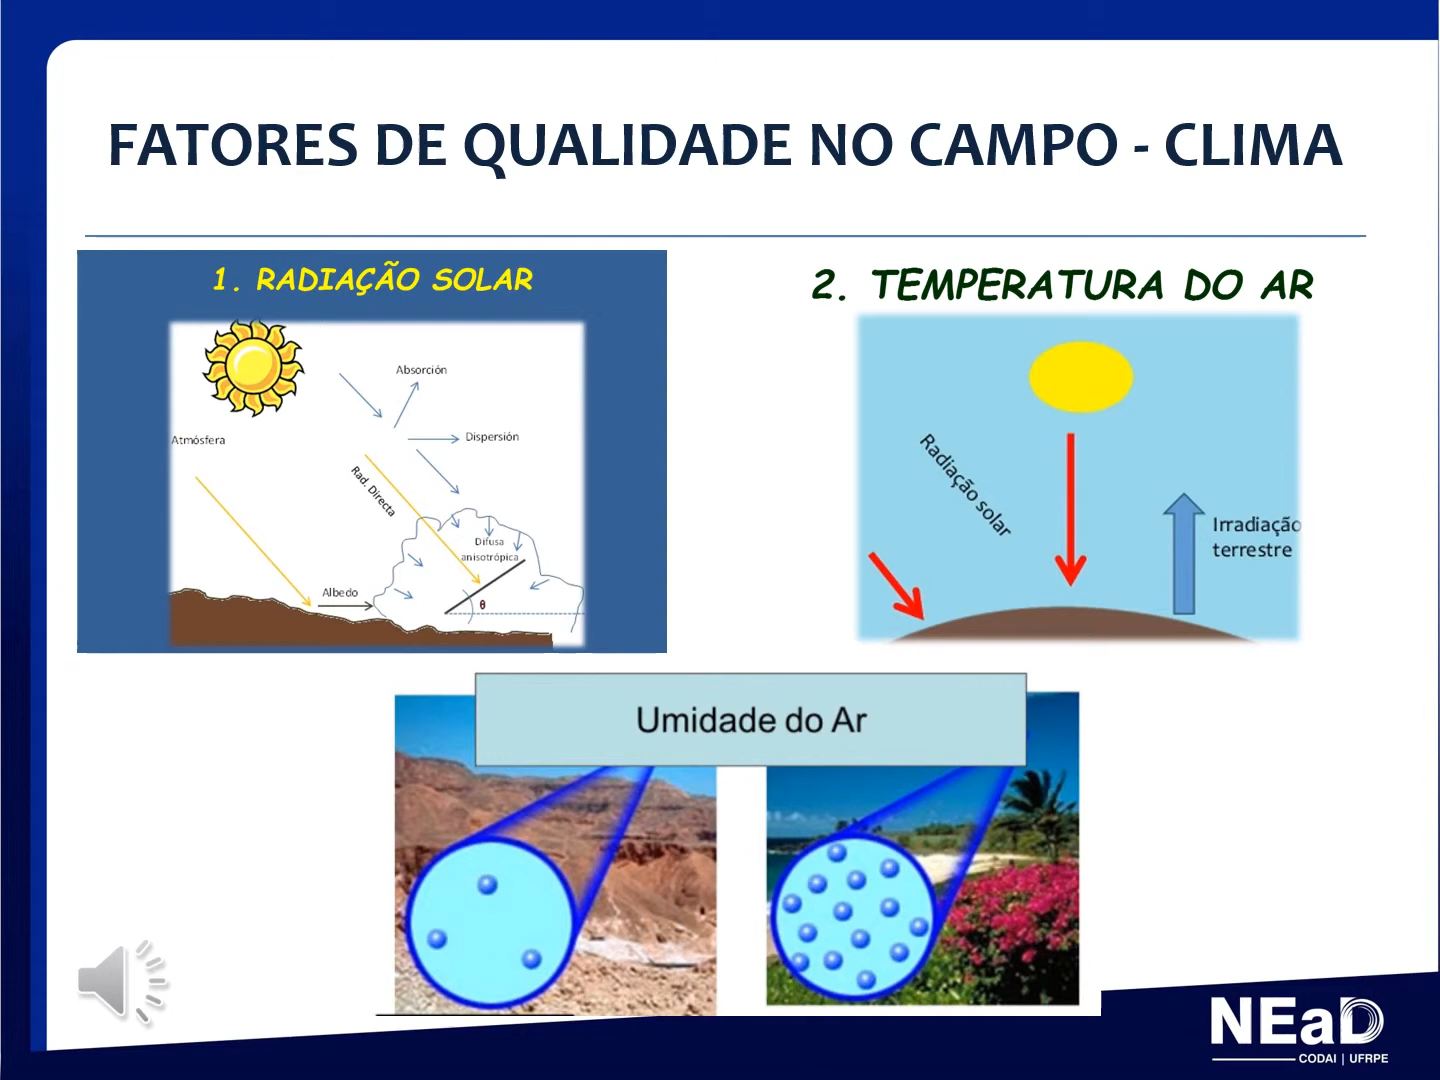 FATORES DE QUALIDADE NO CAMPO - CLIMA
1. RADIAÇÃO SOLAR
Absorción
Atmósfera
Dispersión
Rad. Directa
Difusa
anisotrópica
Albedo
θ
2. TEMPERATURA DO AR
Radiação solar
Irradiação
terrestre
Umidade do Ar
NEaD
CODAI | UFRPE